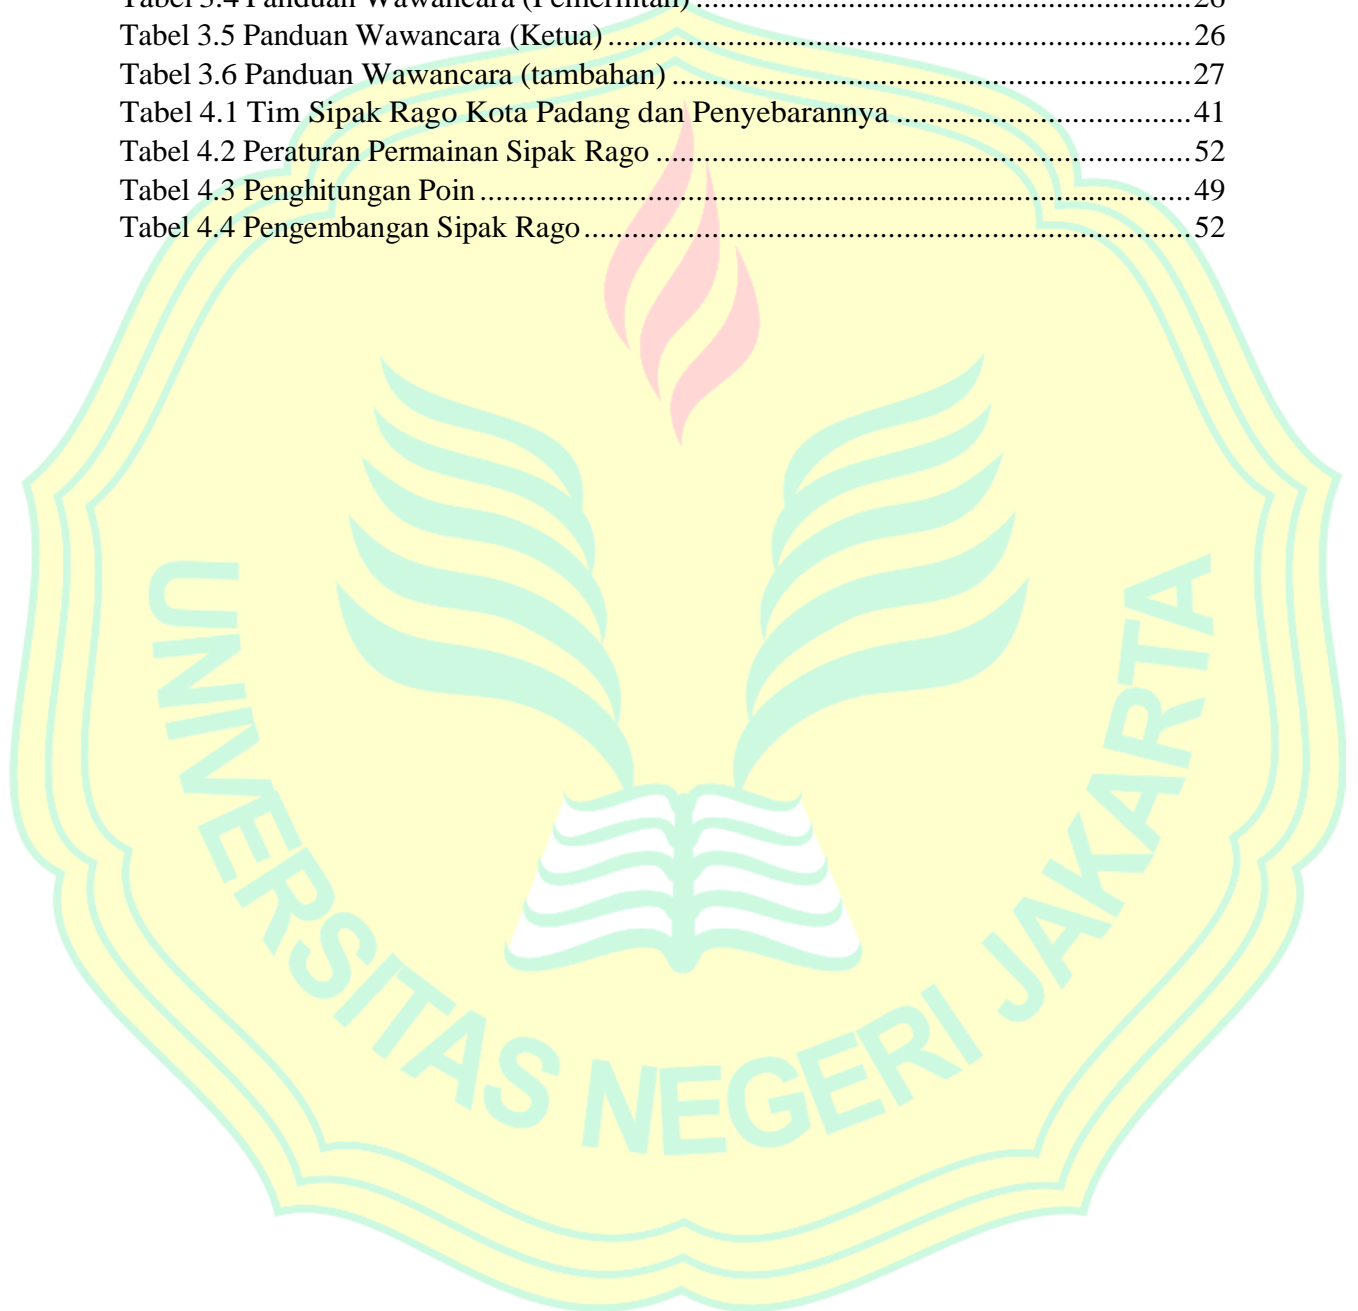 Tabel 3.4 Panduan Wawancara (Pemerintah) ........................................................................ 26
Tabel 3.5 Panduan Wawancara (Ketua) ................................................................................... 26
Tabel 3.6 Panduan Wawancara (tambahan) .......................................................................... 27
Tabel 4.1 Tim Sipak Rago Kota Padang dan Penyebarannya .......................................... 41
Tabel 4.2 Peraturan Permainan Sipak Rago ............................................................................ 52
Tabel 4.3 Penghitungan Poin ..................................................................................................... 49
Tabel 4.4 Pengembangan Sipak Rago ....................................................................................... 52
UNIVERSITAS NEGERI JAKARTA